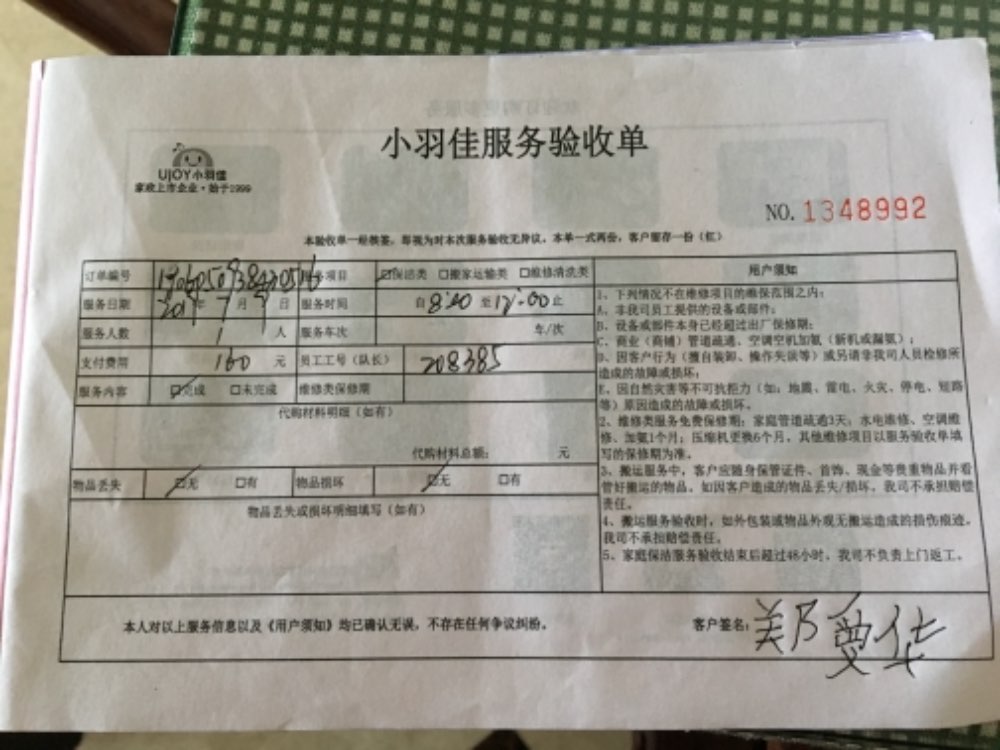 小羽佳服务验收单
UJOY小羽佳
家政上市企业·始于1999
NO. 1348992
本验收单一经核签,即视为对本次服务验收无异议。本单一式两份,客户留存一份(红)
订单编号 服务项目 ☑保洁类 □搬家运输类 □维修清洗类
服务日期 2019年7月9日 服务时间 自8:00至12:00止
服务人数 1 人 服务车次 车/次
支付费用 160 元 员工工号(队长) 208385
服务内容 ☑完成 □未完成 维修类保修期
代购材料明细(如有)
代购材料总额: 元
物品丢失 ☑无 □有 物品损坏 ☑无 □有
物品丢失或损坏明细填写(如有)
用户须知
1、下列情况不在维修项目的维保范围之内:
A、非我司员工提供的设备或部件;
B、设备或部件本身已经超过出厂保修期;
C、商业(商铺)管道疏通、空调空机加氨(新机或漏氨);
D、因客户行为(擅自装卸、操作失误等)或另请非我司人员检修所
造成的故障或损坏;
E、因自然灾害等不可抗拒力(如:地震、雷电、火灾、停电、短路
等)原因造成的故障或损坏。
2、维修类服务免费保修期:家庭管道疏通3天;水电维修、空调维
修、加氨1个月;压缩机更换6个月,其他维修项目以服务验收单填
写的保修期为准。
3、搬运服务中,客户应随身保管证件、首饰、现金等贵重物品并看
管好搬运的物品,如因客户造成的物品丢失/损坏,我司不承担赔偿
责任。
4、搬运服务验收时,如外包装或物品外观无搬运造成的损伤痕迹,
我司不承担赔偿责任。
5、家庭保洁服务验收结束后超过48小时,我司不负责上门返工。
本人对以上服务信息以及《用户须知》均已确认无误,不存在任何争议纠纷。
客户签名:郑爱华